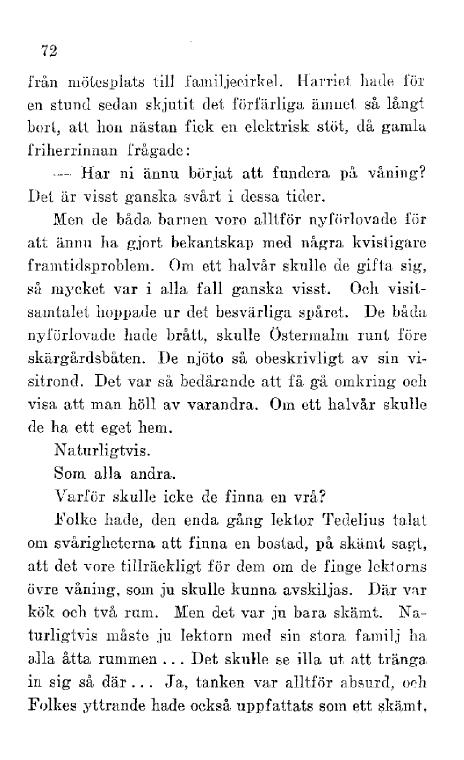 72
från mötesplats till familjecirkel. Harriet hade för
en stund sedan skjutit det förfärliga ämnet så långt
bort, att hon nästan fick en elektrisk stöt, då gamla
friherrinnan frågade:
— Har ni ännu börjat att fundera på våning?
Det är visst ganska svårt i dessa tider.
Men de båda barnen voro alltför nyförlovade för
att ännu ha gjort bekantskap med några kvistigare
framtidsproblem. Om ett halvår skulle de gifta sig,
så mycket var i alla fall ganska visst. Och visit-
samtalet hoppade ur det besvärliga spåret. De båda
nyförlovade hade brått, skulle Östermalm runt före
skärgårdsbåten. De njöto så obeskrivligt av sin vi-
sitrond. Det var så bedårande att få gå omkring och
visa att man höll av varandra. Om ett halvår skulle
de ha ett eget hem.
Naturligtvis.
Som alla andra.
Varför skulle icke de finna en vrå?
Folke hade, den enda gång lektor Tedelius talat
om svårigheterna att finna en bostad, på skämt sagt,
att det vore tillräckligt för dem om de finge lektorns
övre våning, som ju skulle kunna avskiljas. Där var
kök och två rum. Men det var ju bara skämt. Na-
turligtvis måste ju lektorn med sin stora familj ha
alla åtta rummen ... Det skulle se illa ut att tränga
in sig så där ... Ja, tanken var alltför absurd, och
Folkes yttrande hade också uppfattats som ett skämt,